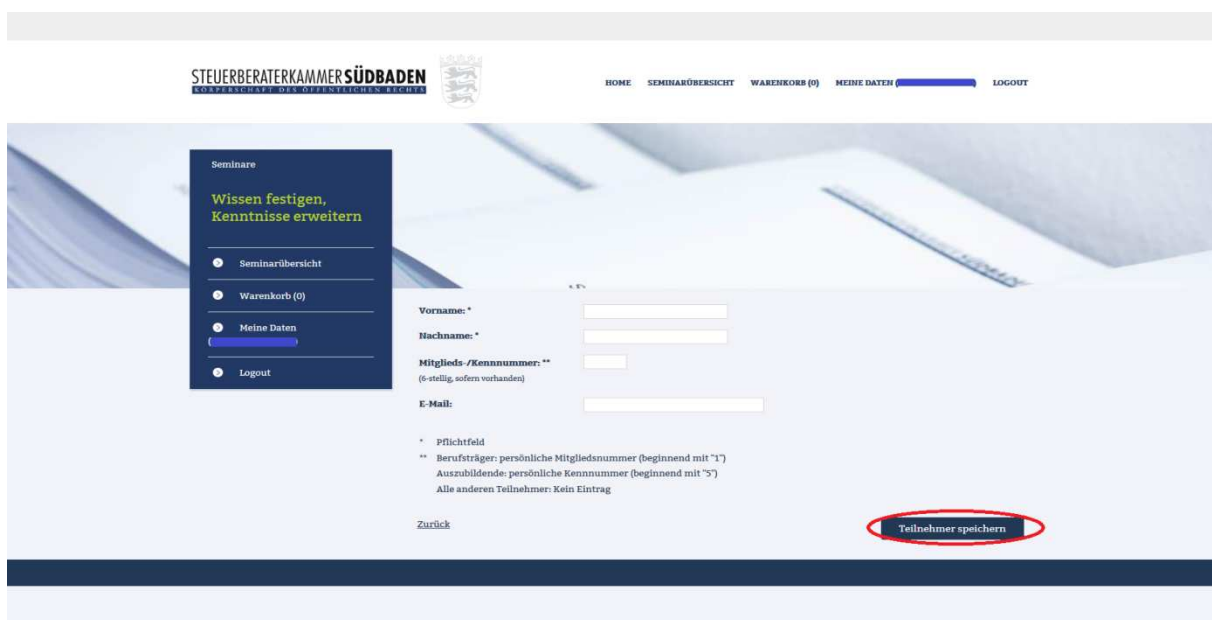 STEUERBERATERKAMMER SÜDBADEN
KÖRPERSCHAFT DES ÖFFENTLICHEN RECHTS
HOME SEMINARÜBERSICHT WARENKORB (0) MEINE DATEN ( ) LOGOUT
Seminare
Wissen festigen,
Kenntnisse erweitern
Seminarübersicht
Warenkorb (0)
Meine Daten
( )
Logout
Vorname: *
Nachname: *
Mitglieds-/Kennnummer: **
(6-stellig, sofern vorhanden)
E-Mail:
* Pflichtfeld
** Berufsträger: persönliche Mitgliedsnummer (beginnend mit "1")
Auszubildende: persönliche Kennnummer (beginnend mit "5")
Alle anderen Teilnehmer: Kein Eintrag
Zurück
Teilnehmer speichern